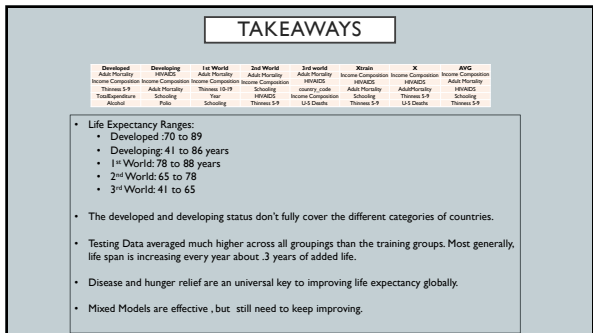 TAKEAWAYS
Developed Developing 1st World 2nd World 3rd world Xtrain X AVG
Adult Mortality HIVAIDS Adult Mortality Adult Mortality Adult Mortality Income Composition Income Composition Income Composition
Income Composition Income Composition Income Composition Income Composition HIVAIDS HIVAIDS HIVAIDS Adult Mortality
Thinness 5-9 Adult Mortality Thinness 10-19 Schooling country_code Adult Mortality AdultMortality HIVAIDS
TotalExpenditure Schooling Year HIVAIDS Income Composition Schooling Thinness 5-9 Schooling
Alcohol Polio Schooling Thinness 5-9 U-5 Deaths Thinness 5-9 U-5 Deaths Thinness 5-9
• Life Expectancy Ranges:
• Developed :70 to 89
• Developing: 41 to 86 years
• 1st World: 78 to 88 years
• 2nd World: 65 to 78
• 3rd World: 41 to 65
• The developed and developing status don't fully cover the different categories of countries.
• Testing Data averaged much higher across all groupings than the training groups. Most generally,
life span is increasing every year about .3 years of added life.
• Disease and hunger relief are an universal key to improving life expectancy globally.
• Mixed Models are effective , but still need to keep improving.